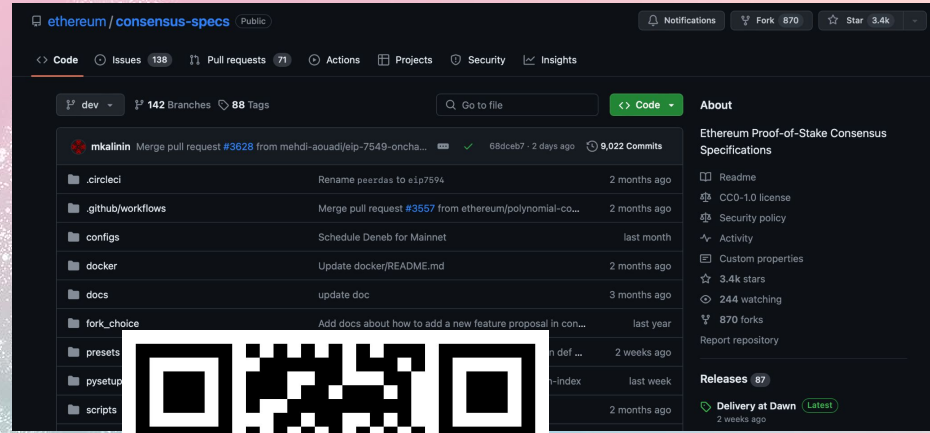 ethereum / consensus-specs Public
Notifications Fork 870 Star 3.4k
Code Issues 138 Pull requests 71 Actions Projects Security Insights
dev 142 Branches 88 Tags Go to file Code
mkalinin Merge pull request #3628 from mehdi-aouadi/eip-7549-oncha... 68dceb7 · 2 days ago 9,022 Commits
.circleci Rename peerdas to eip7594 2 months ago
.github/workflows Merge pull request #3557 from ethereum/polynomial-co... 2 months ago
configs Schedule Deneb for Mainnet last month
docker Update docker/README.md 2 months ago
docs update doc 3 months ago
fork_choice Add docs about how to add a new feature proposal in con... last year
presets n def ... 2 weeks ago
pysetup -index last week
scripts 2 months ago
About
Ethereum Proof-of-Stake Consensus
Specifications
Readme
CC0-1.0 license
Security policy
Activity
Custom properties
3.4k stars
244 watching
870 forks
Report repository
Releases 87
Delivery at Dawn Latest
2 weeks ago